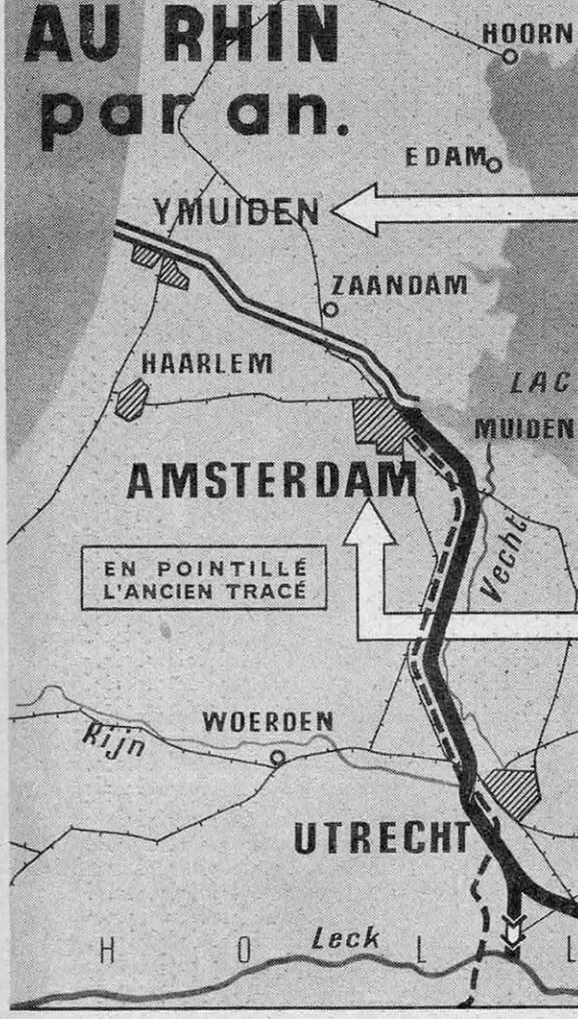 AU RHIN
par an.
HOORN
EDAM
YMUIDEN
ZAANDAM
HAARLEM
LAC
MUIDEN
AMSTERDAM
Vecht
EN POINTILLÉ
L'ANCIEN TRACÉ
WOERDEN
Rijn
UTRECHT
Leck
H O L L